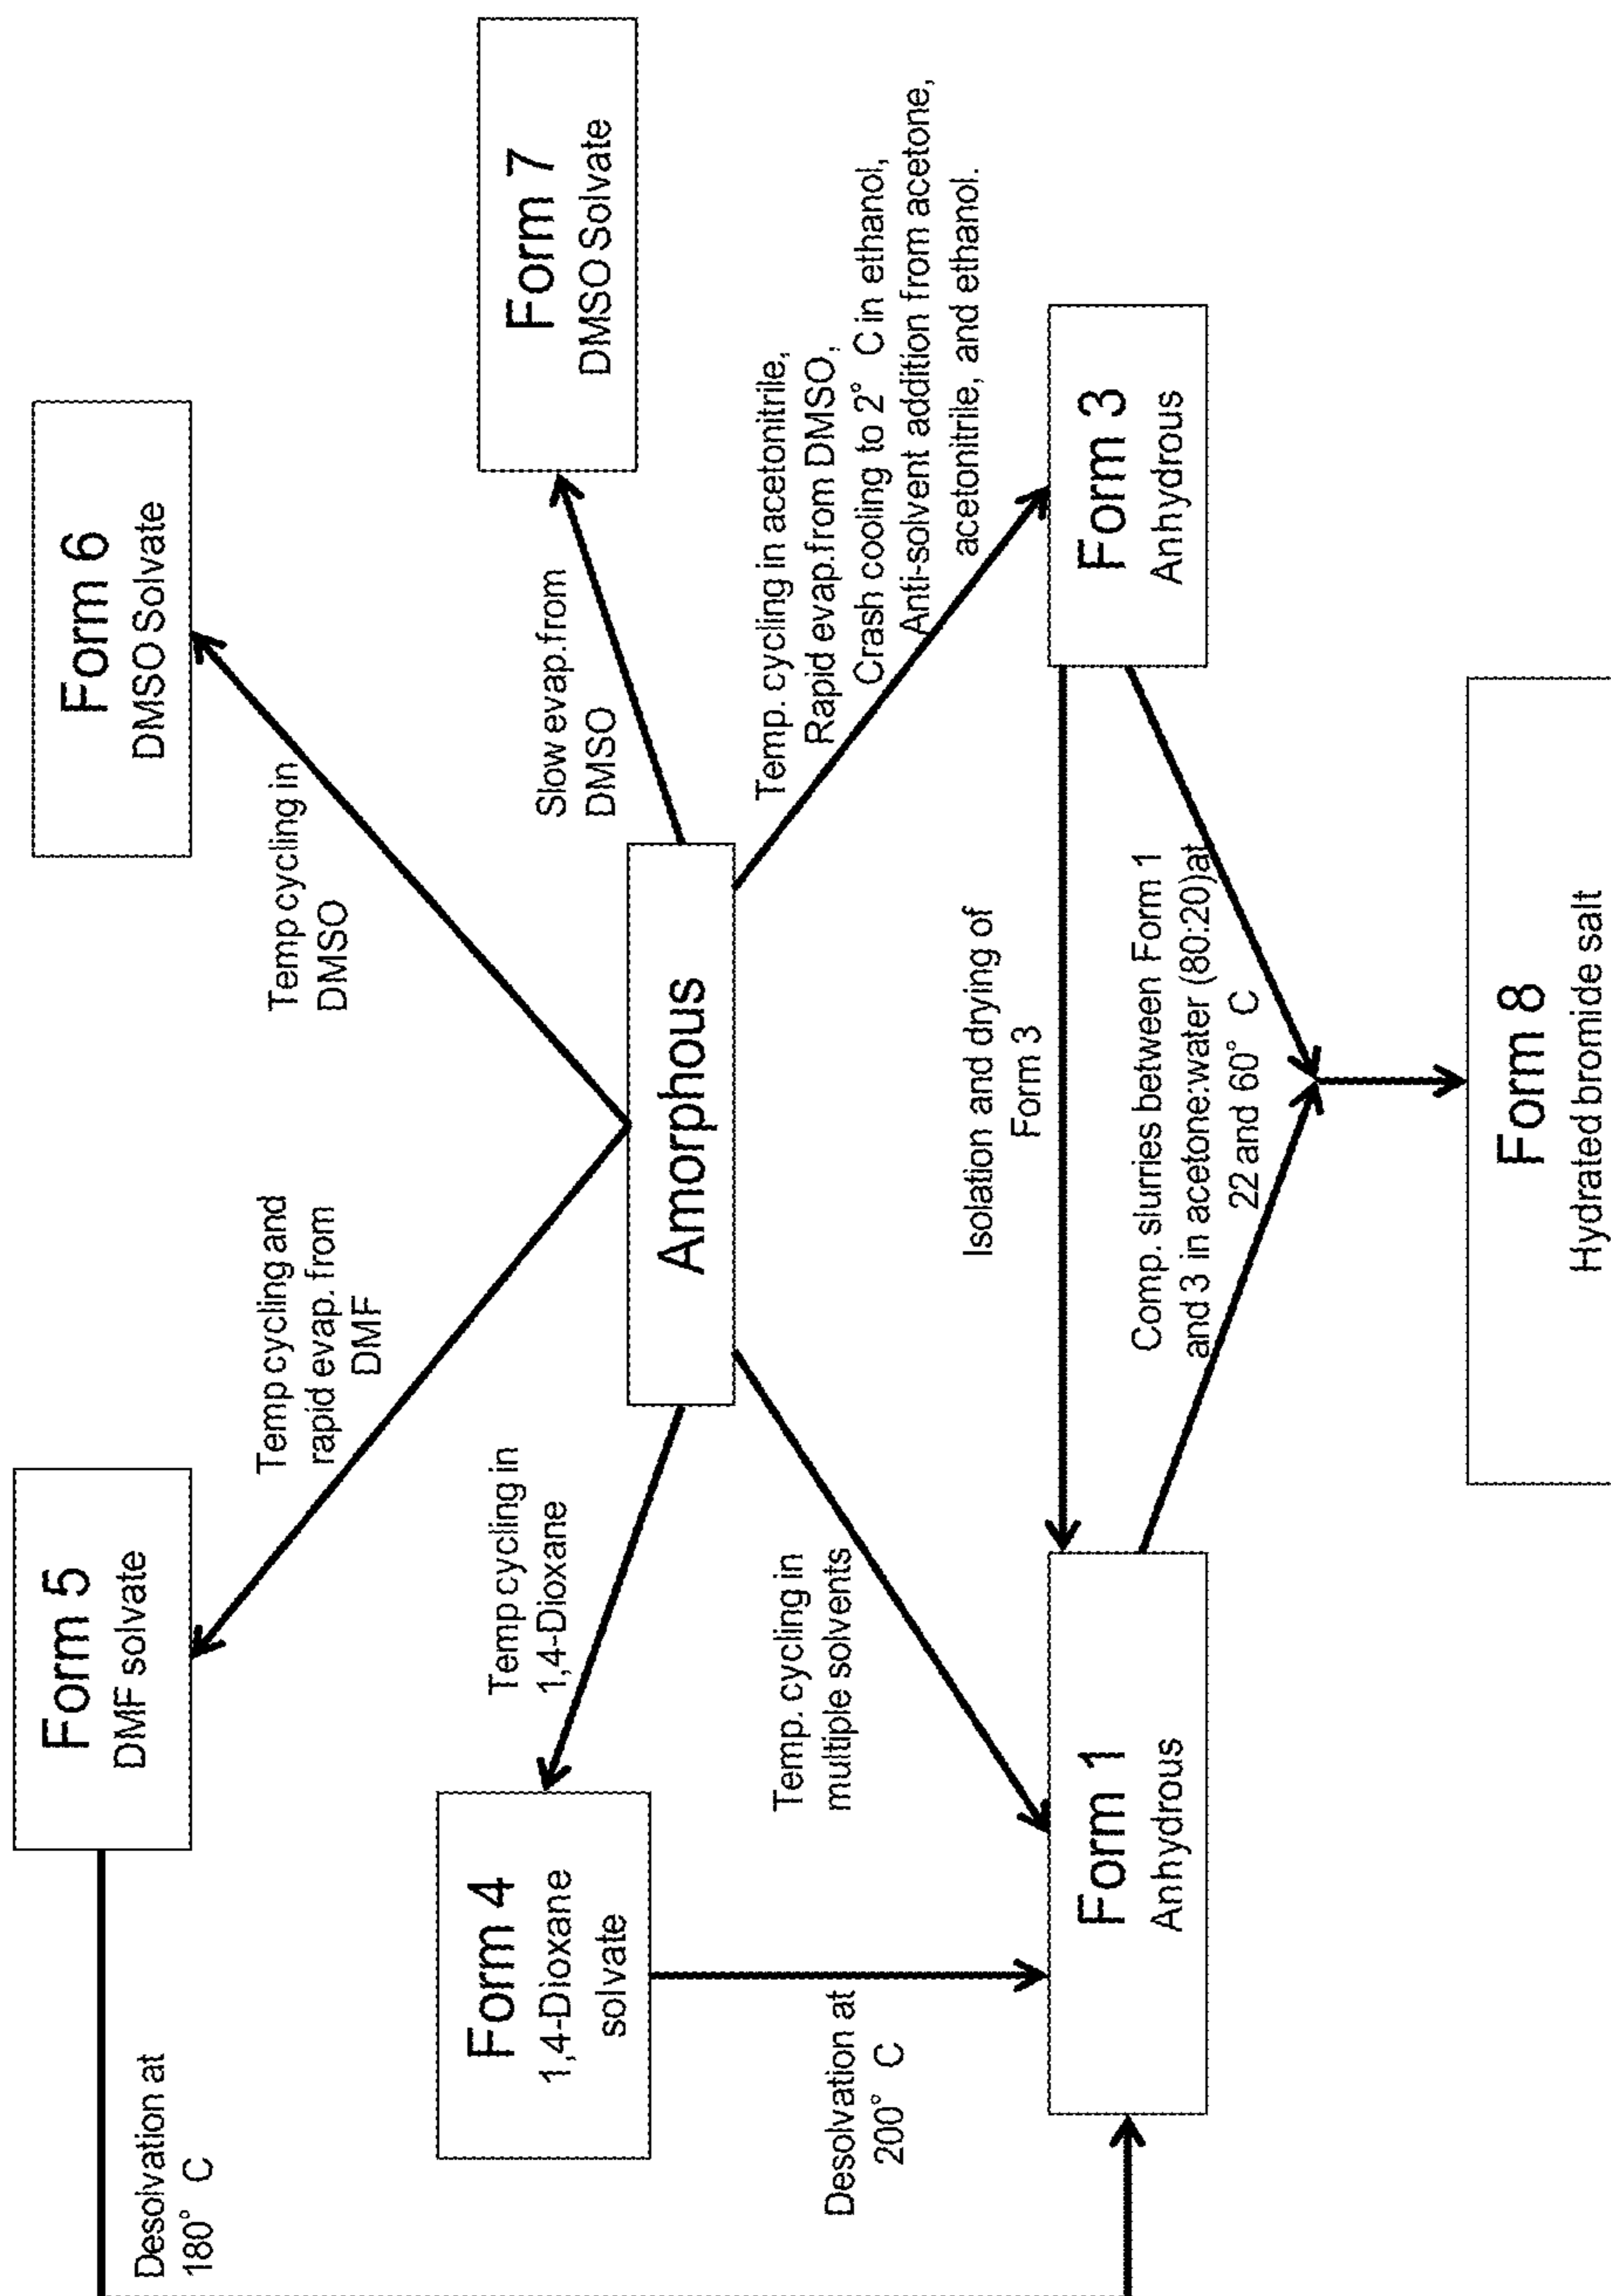 Form 5
DMF solvate
Form 6
DMSO Solvate
Desolvation at
180° C
Temp cycling and
rapid evap. from
DMF
Temp cycling in
DMSO
Form 4
1,4-Dioxane
solvate
Temp cycling in
1,4-Dioxane
Slow evap.from
DMSO
Form 7
DMSO Solvate
Amorphous
Desolvation at
200° C
Temp. cycling in
multiple solvents
Temp. cycling in acetonitrile,
Rapid evap.from DMSO,
Crash cooling to 2° C in ethanol,
Anti-solvent addition from acetone,
acetonitrile, and ethanol.
Isolation and drying of
Form 3
Form 1
Anhydrous
Form 3
Anhydrous
Comp. slurries between Form 1
and 3 in acetone:water (80:20)at
22 and 60° C
Form 8
Hydrated bromide salt